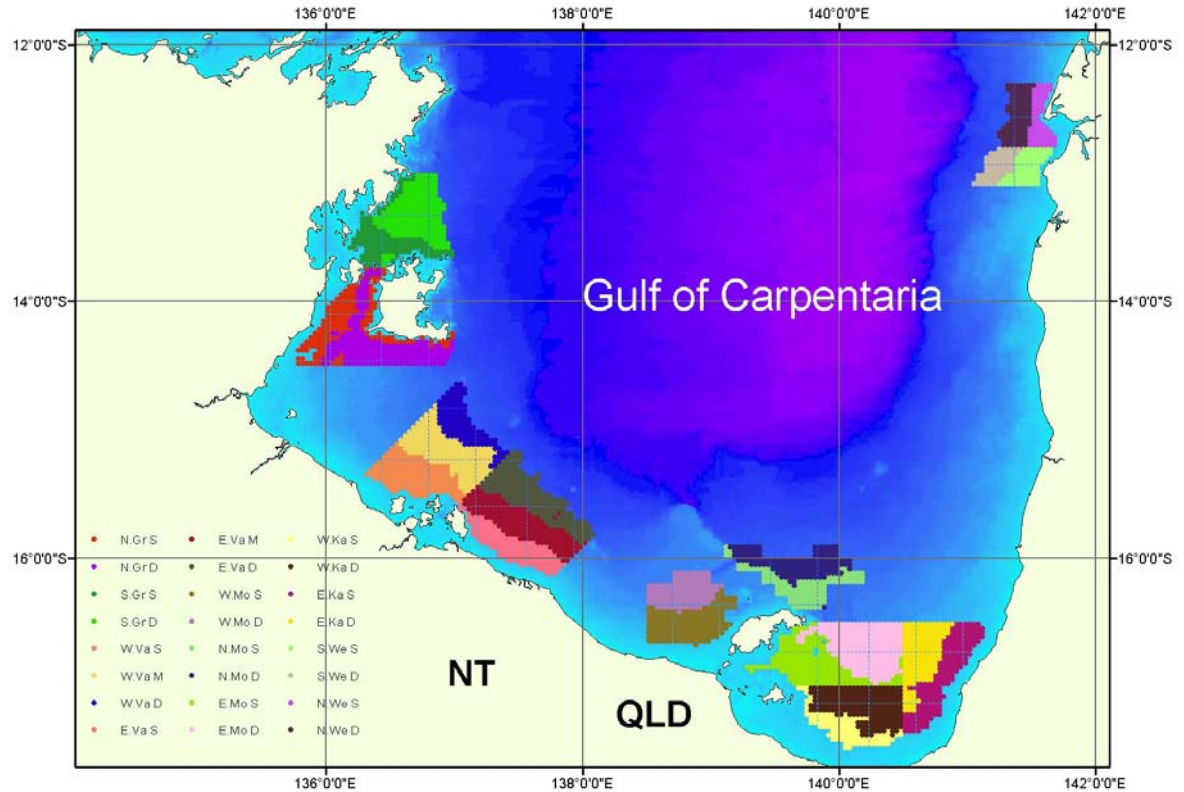 136°0'0"E 138°0'0"E 140°0'0"E 142°0'0"E
12°0'0"S 12°0'0"S
Gulf of Carpentaria
14°0'0"S 14°0'0"S
16°0'0"S 16°0'0"S
N.Gr S E.Va M W.Ka S
N.Gr D E.Va D W.Ka D
S.Gr S W.Mo S E.Ka S
S.Gr D W.Mo D E.Ka D
W.Va S N.Mo S S.We S
W.Va M N.Mo D S.We D
W.Va D E.Mo S N.We S
E.Va S E.Mo D N.We D
NT
QLD
136°0'0"E 138°0'0"E 140°0'0"E 142°0'0"E